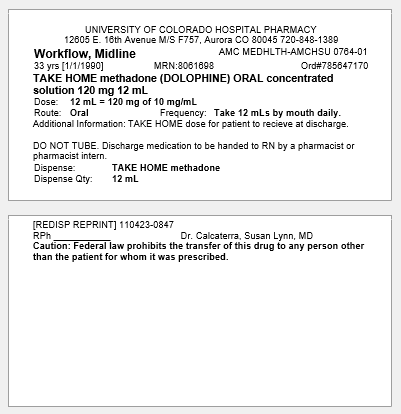 UNIVERSITY OF COLORADO HOSPITAL PHARMACY
12605 E. 16th Avenue M/S F757, Aurora CO 80045 720-848-1389
Workflow, Midline AMC MEDHLTH-AMCHSU 0764-01
33 yrs [1/1/1990] MRN:8061698 Ord#785647170
TAKE HOME methadone (DOLOPHINE) ORAL concentrated
solution 120 mg 12 mL
Dose: 12 mL = 120 mg of 10 mg/mL
Route: Oral Frequency: Take 12 mLs by mouth daily.
Additional Information: TAKE HOME dose for patient to recieve at discharge.
DO NOT TUBE. Discharge medication to be handed to RN by a pharmacist or
pharmacist intern.
Dispense: TAKE HOME methadone
Dispense Qty: 12 mL
[REDISP REPRINT] 110423-0847
RPh __________ Dr. Calcaterra, Susan Lynn, MD
Caution: Federal law prohibits the transfer of this drug to any person other
than the patient for whom it was prescribed.